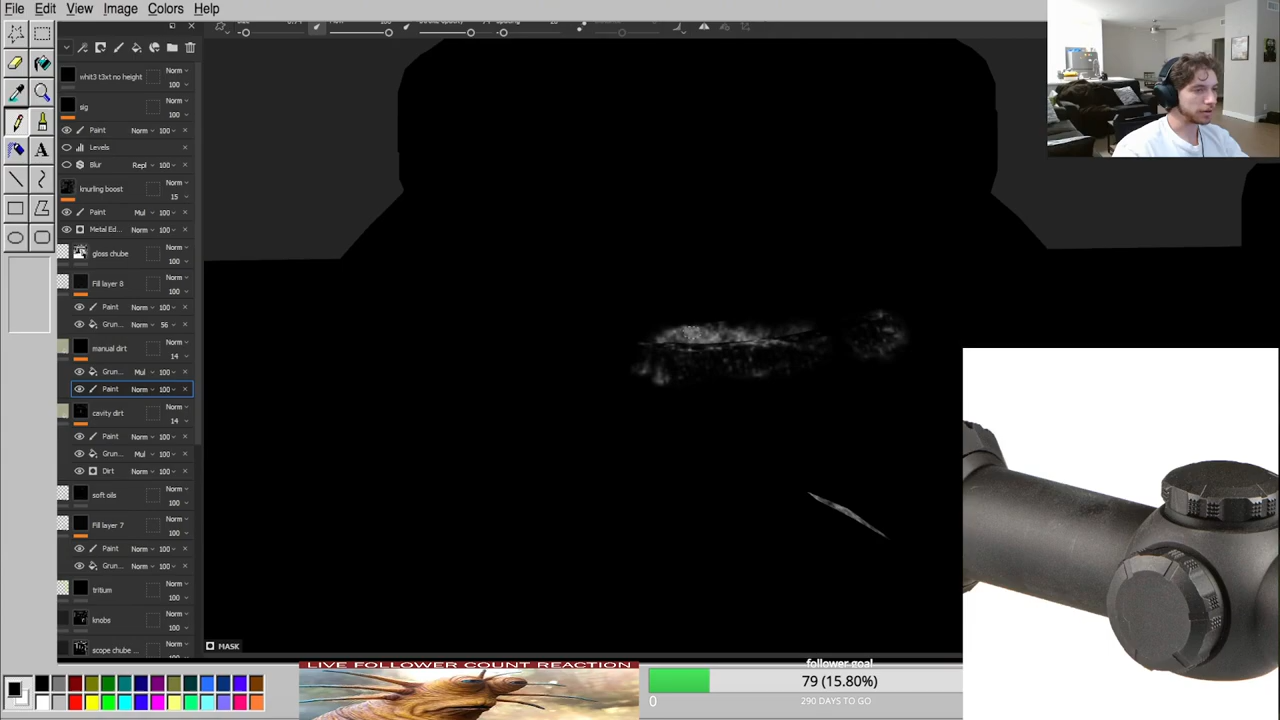 File Edit View Image Colors Help
whit3 t3xt no height Norm 100
sig Norm 100
Paint Norm 100
Levels
Blur Repl 100
knurling boost Norm 15
Paint Mul 100
Metal Ed... Norm 100
gloss chube Norm 100
Fill layer 8 Norm 100
Paint Norm 100
Grun... Norm 56
manual dirt Norm 14
Grun... Mul 100
Paint Norm 100
cavity dirt Norm 14
Paint Norm 100
Grun... Mul 100
Dirt Norm 100
soft oils Norm 100
Fill layer 7 Norm 100
Paint Norm 100
Grun... Norm 100
tritium Norm 100
knobs Norm 100
scope chube ... Norm
MASK
LIVE FOLLOWER COUNT REACTION
follower goal
79 (15.80%)
0
290 DAYS TO GO